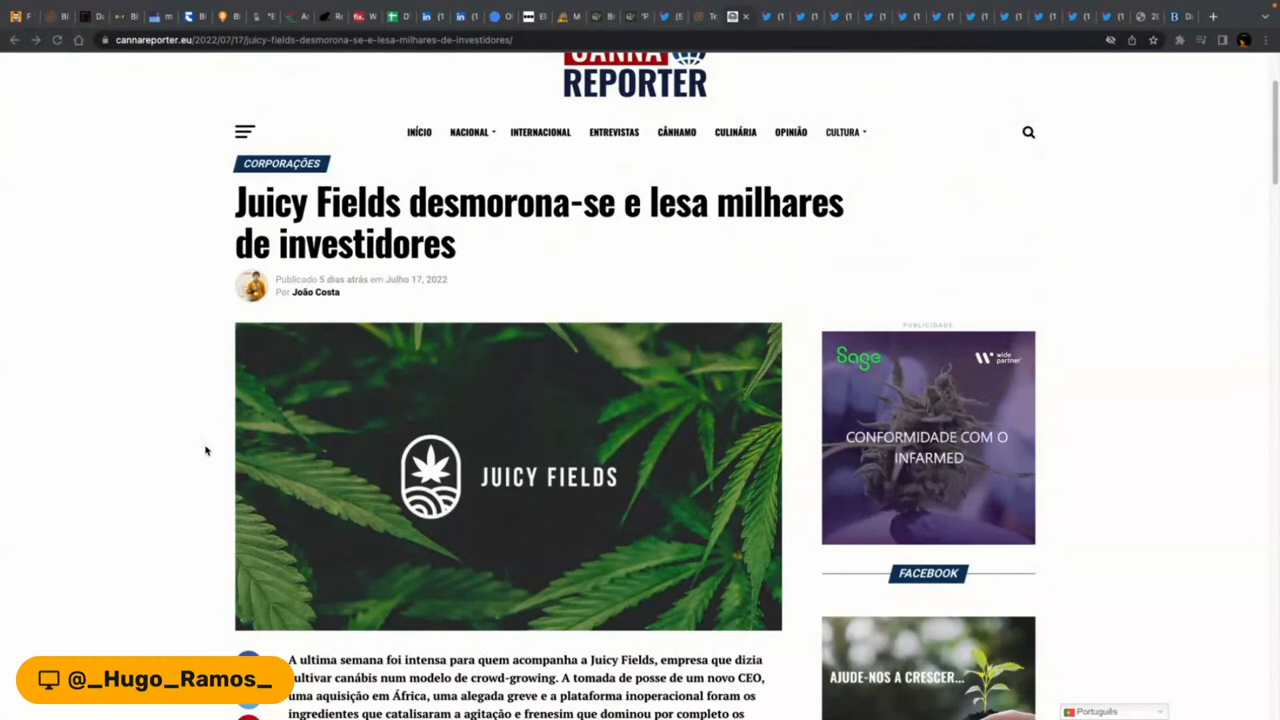 cannareporter.eu/2022/07/17/juicy-fields-desmorona-se-e-lesa-milhares-de-investidores/
CANNA
REPORTER
INÍCIO NACIONAL INTERNACIONAL ENTREVISTAS CÂNHAMO CULINÁRIA OPINIÃO CULTURA
CORPORAÇÕES
Juicy Fields desmorona-se e lesa milhares
de investidores
Publicado 5 dias atrás em Julho 17, 2022
Por João Costa
PUBLICIDADE
Sage
wide partner
CONFORMIDADE COM O
INFARMED
JUICY FIELDS
FACEBOOK
AJUDE-NOS A CRESCER...
A ultima semana foi intensa para quem acompanha a Juicy Fields, empresa que dizia
ultivar canábis num modelo de crowd-growing. A tomada de posse de um novo CEO,
uma aquisição em África, uma alegada greve e a plataforma inoperacional foram os
ingredientes que catalisaram a agitação e frenesim que dominou por completo os
@_Hugo_Ramos_
Português